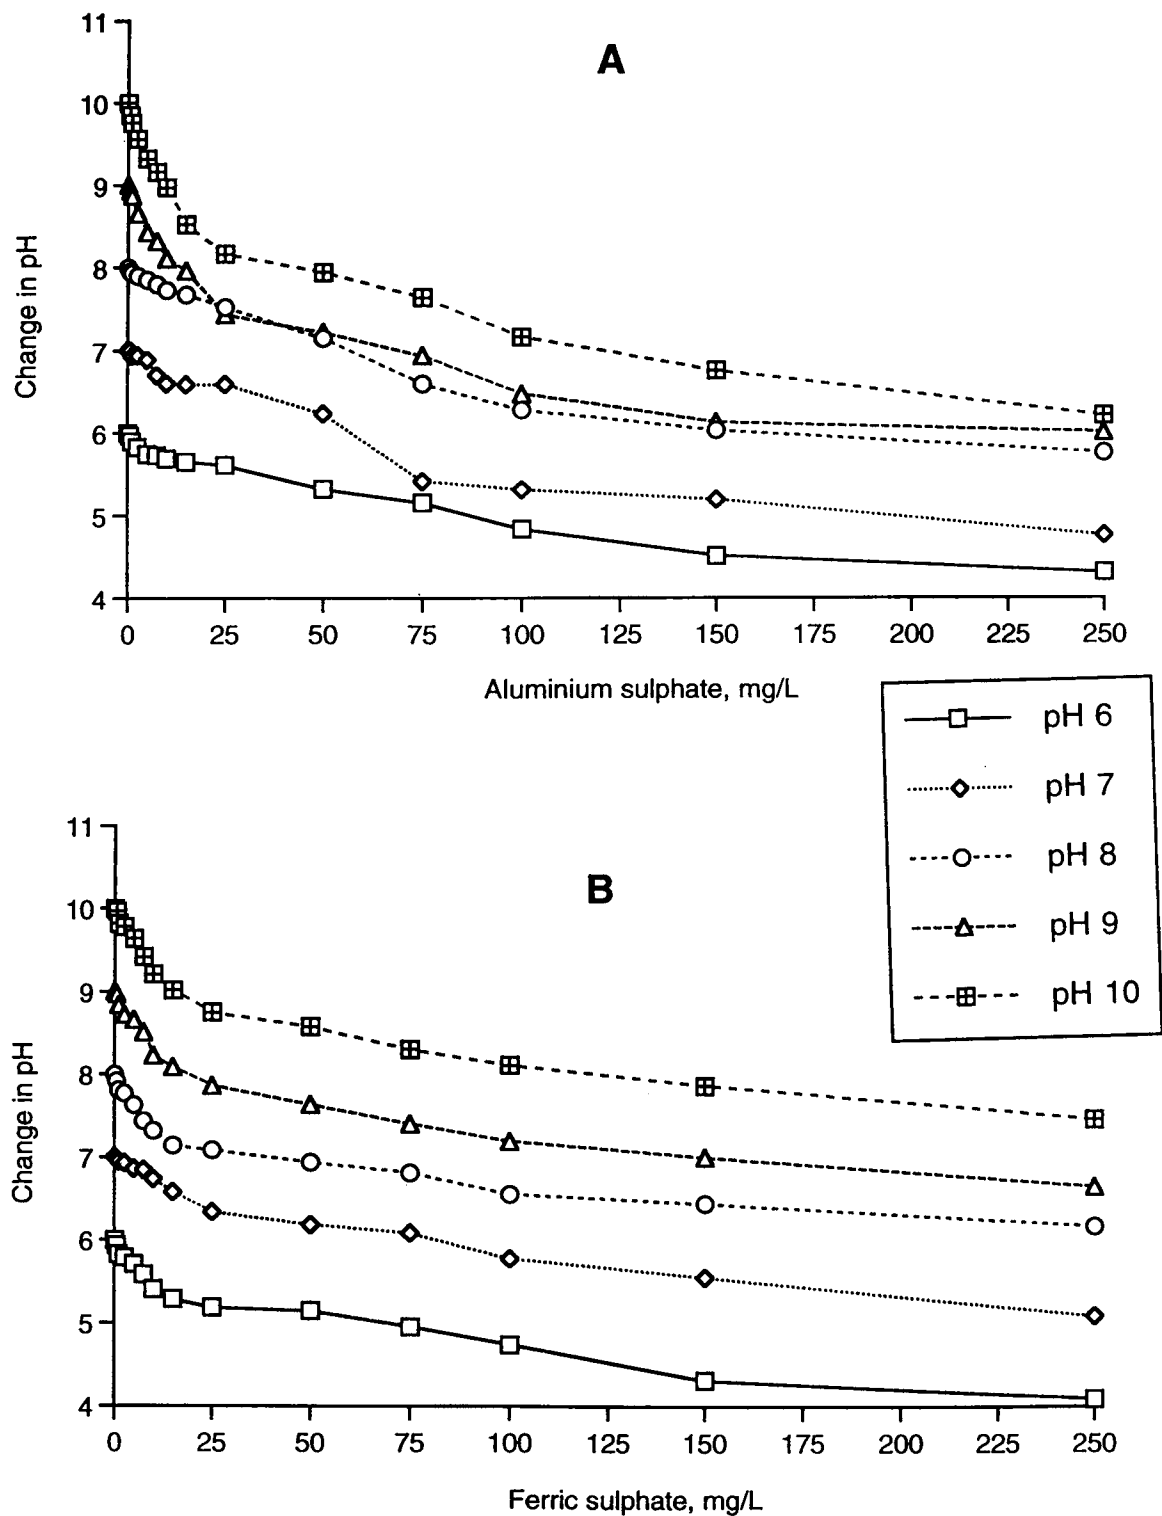 A
Change in pH
11
10
9
8
7
6
5
4
0 25 50 75 100 125 150 175 200 225 250
Aluminium sulphate, mg/L
pH 6
pH 7
pH 8
pH 9
pH 10
B
Change in pH
11
10
9
8
7
6
5
4
0 25 50 75 100 125 150 175 200 225 250
Ferric sulphate, mg/L